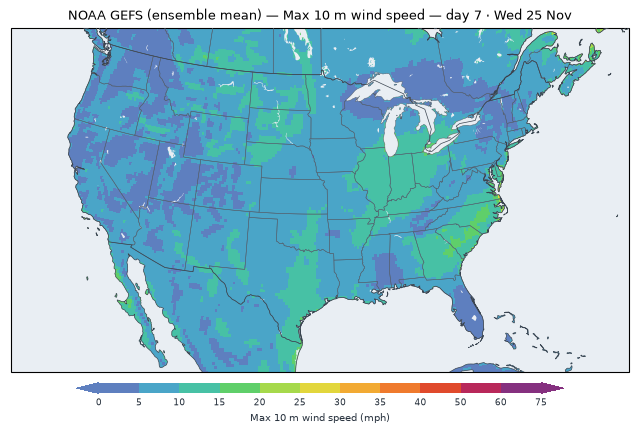 NOAA GEFS (ensemble mean) — Max 10 m wind speed — day 7 · Wed 25 Nov
0 5 10 15 20 25 30 35 40 50 60 75
Max 10 m wind speed (mph)